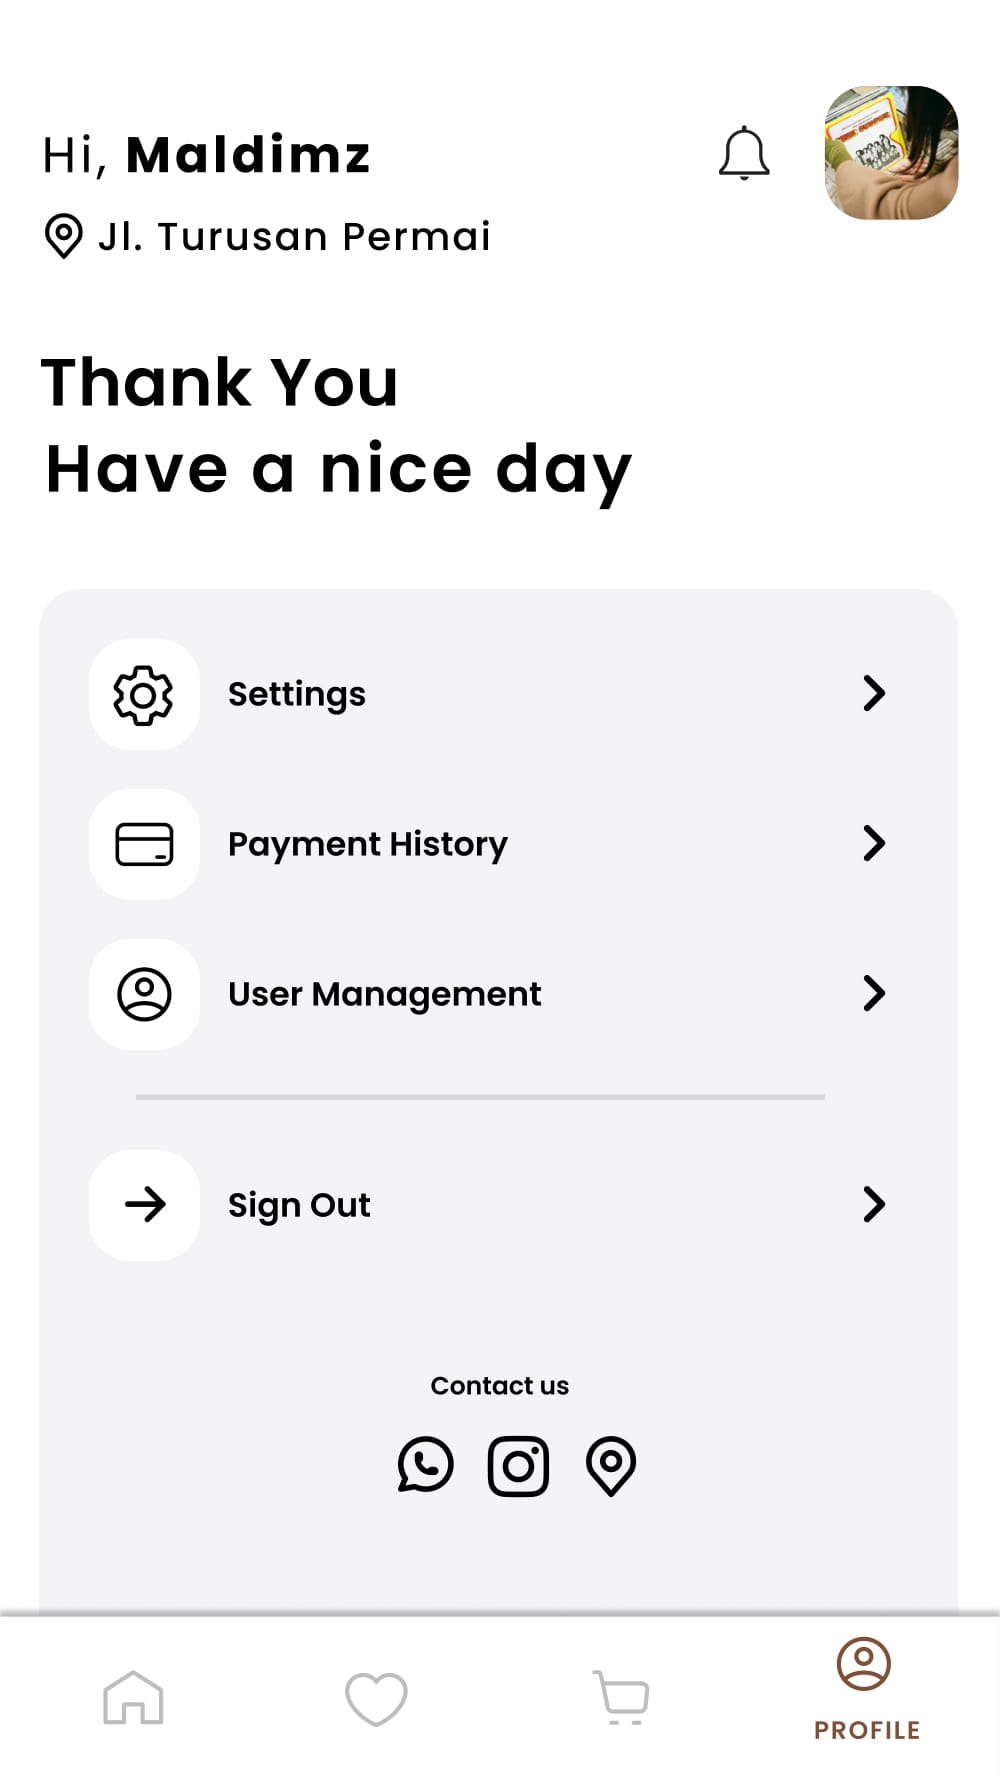 Hi, Maldimz
Jl. Turusan Permai
Thank You
Have a nice day
Settings
Payment History
User Management
Sign Out
Contact us
PROFILE